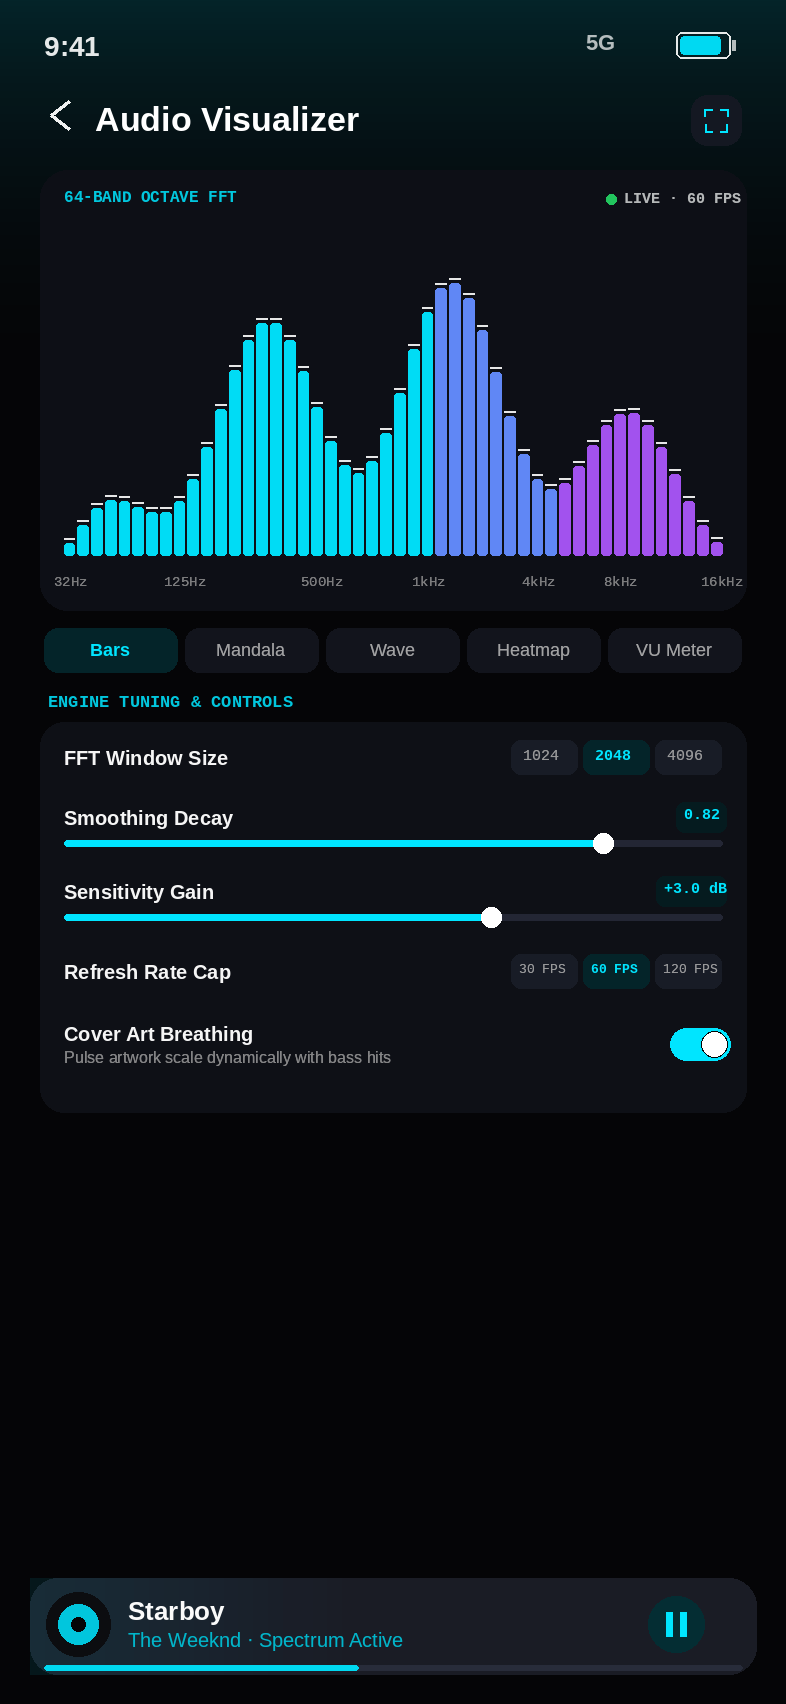 9:41
5G
Audio Visualizer
64-BAND OCTAVE FFT
LIVE · 60 FPS
32Hz 125Hz 500Hz 1kHz 4kHz 8kHz 16kHz
Bars Mandala Wave Heatmap VU Meter
ENGINE TUNING & CONTROLS
FFT Window Size 1024 2048 4096
Smoothing Decay 0.82
Sensitivity Gain +3.0 dB
Refresh Rate Cap 30 FPS 60 FPS 120 FPS
Cover Art Breathing
Pulse artwork scale dynamically with bass hits
Starboy
The Weeknd · Spectrum Active